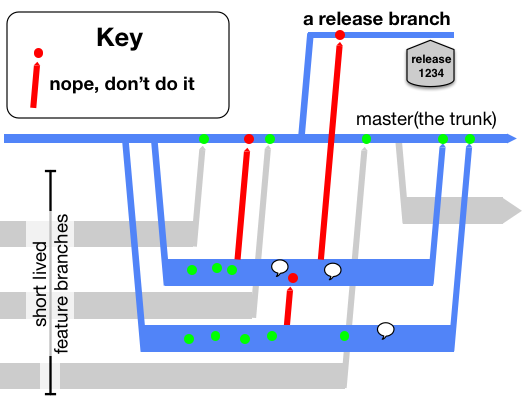 a release branch
Key
nope, don't do it
release
1234
master(the trunk)
short lived
feature branches